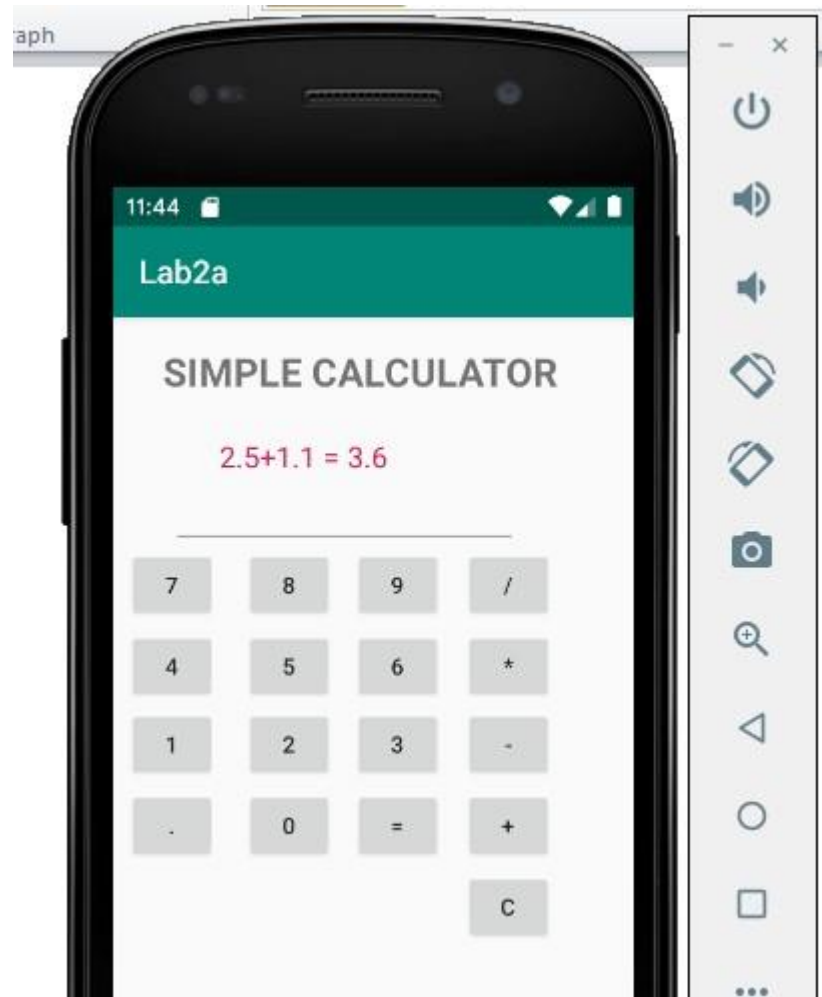 aph
11:44
Lab2a
SIMPLE CALCULATOR
2.5+1.1 = 3.6
7 8 9 /
4 5 6 *
1 2 3 -
. 0 = +
C